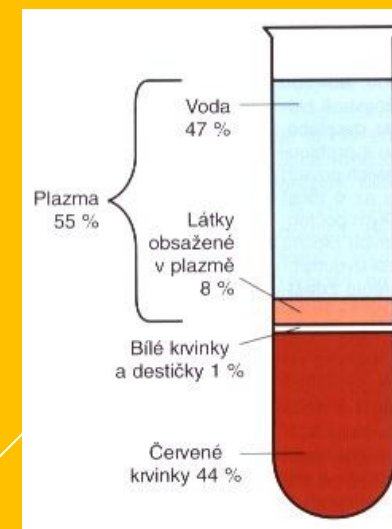 Voda
47 %
Plazma
55 %
Látky
obsažené
v plazmě
8 %
Bílé krvinky
a destičky 1 %
Červené
krvinky 44 %